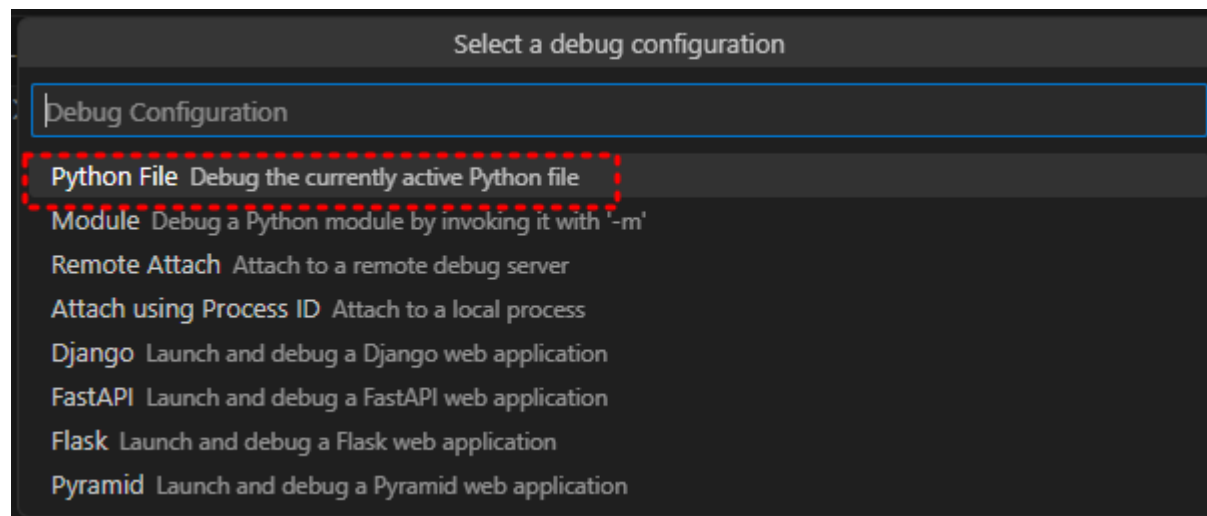 Select a debug configuration
Debug Configuration
Python File Debug the currently active Python file
Module Debug a Python module by invoking it with '-m'
Remote Attach Attach to a remote debug server
Attach using Process ID Attach to a local process
Django Launch and debug a Django web application
FastAPI Launch and debug a FastAPI web application
Flask Launch and debug a Flask web application
Pyramid Launch and debug a Pyramid web application